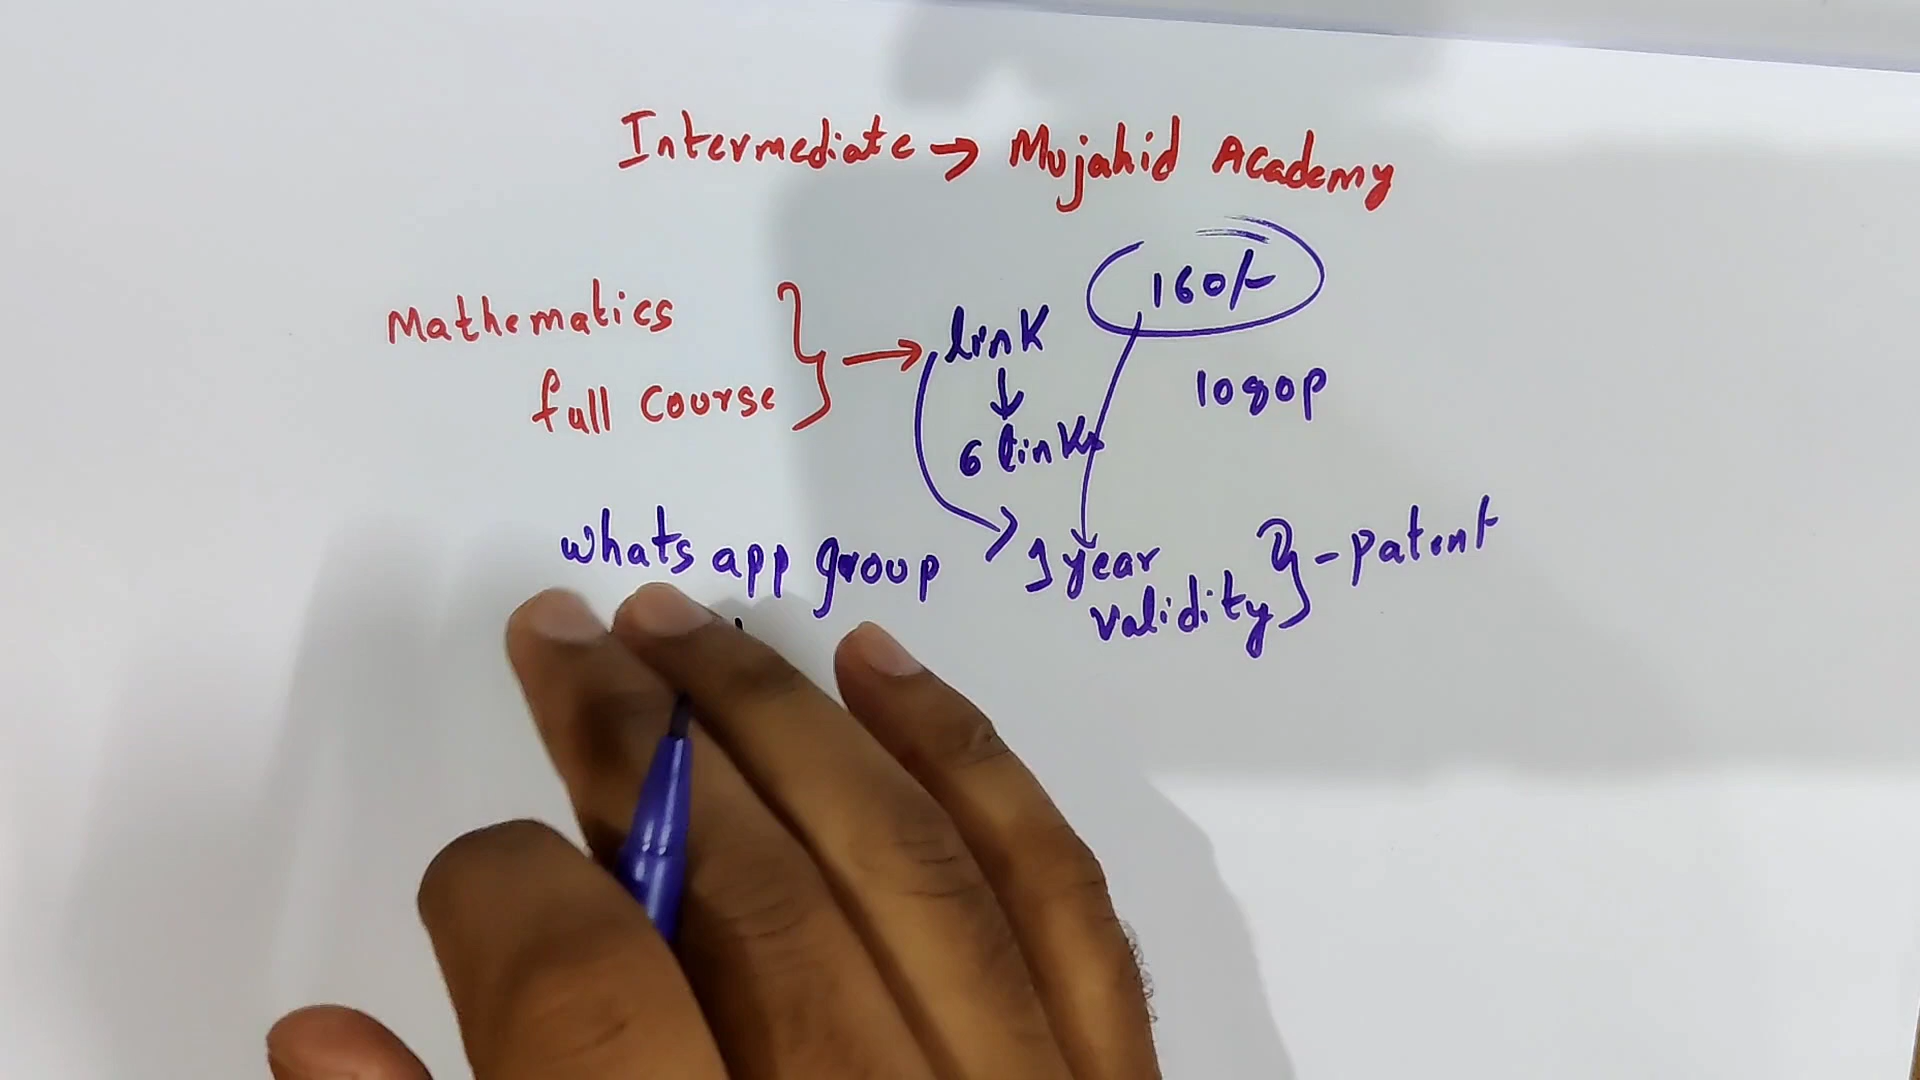 Intermediate → Mujahid Academy
160/-
Mathematics
full Course } → link
1080p
↓
6 links
whats app group
1 year
validity } - patent